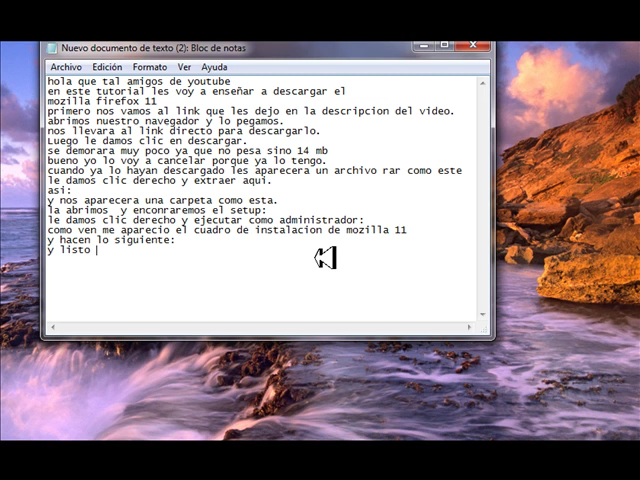 Nuevo documento de texto (2): Bloc de notas
Archivo Edición Formato Ver Ayuda
hola que tal amigos de youtube
en este tutorial les voy a enseñar a descargar el
mozilla firefox 11
primero nos vamos al link que les dejo en la descripcion del video.
abrimos nuestro navegador y lo pegamos.
nos llevara al link directo para descargarlo.
Luego le damos clic en descargar.
se demorara muy poco ya que no pesa sino 14 mb
bueno yo lo voy a cancelar porque ya lo tengo.
cuando ya lo hayan descargado les aparecera un archivo rar como este
le damos clic derecho y extraer aqui.
asi:
y nos aparecera una carpeta como esta.
la abrimos y enconnraremos el setup:
le damos clic derecho y ejecutar como administrador:
como ven me aparecio el cuadro de instalacion de mozilla 11
y hacen lo siguiente:
y listo